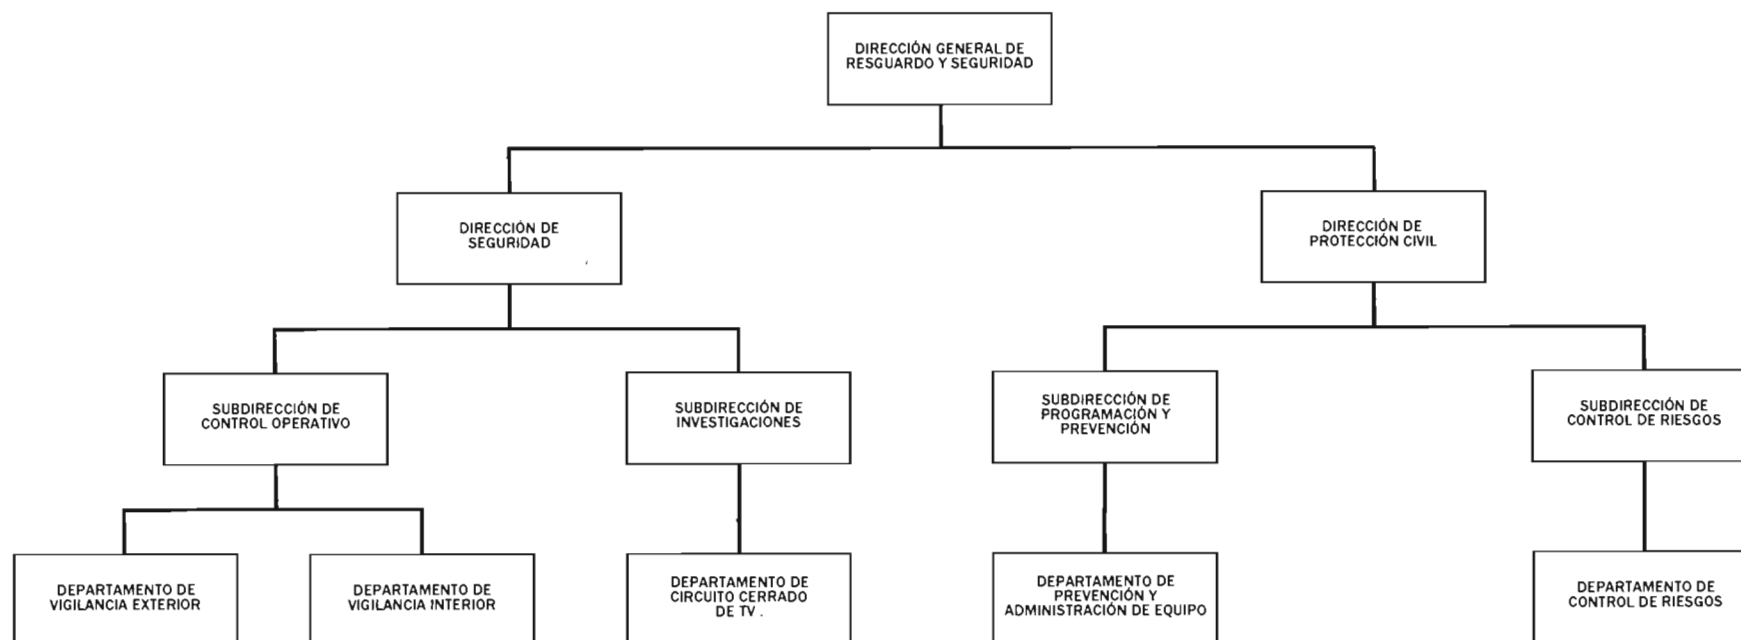 DIRECCIÓN GENERAL DE
RESGUARDO Y SEGURIDAD
DIRECCIÓN DE
SEGURIDAD
DIRECCIÓN DE
PROTECCIÓN CIVIL
SUBDIRECCIÓN DE
CONTROL OPERATIVO
SUBDIRECCIÓN DE
INVESTIGACIONES
SUBDIRECCIÓN DE
PROGRAMACIÓN Y
PREVENCIÓN
SUBDIRECCIÓN DE
CONTROL DE RIESGOS
DEPARTAMENTO DE
VIGILANCIA EXTERIOR
DEPARTAMENTO DE
VIGILANCIA INTERIOR
DEPARTAMENTO DE
CIRCUITO CERRADO
DE TV .
DEPARTAMENTO DE
PREVENCIÓN Y
ADMINISTRACIÓN DE EQUIPO
DEPARTAMENTO DE
CONTROL DE RIESGOS